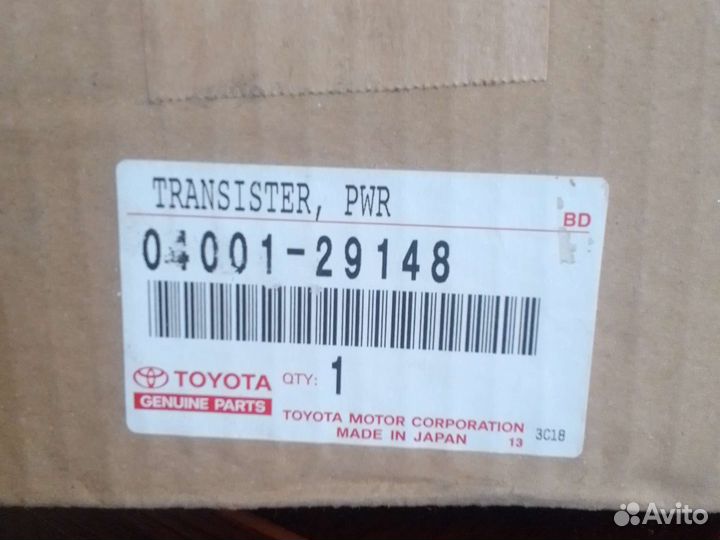 TRANSISTER, PWR
BD
04001-29148
TOYOTA QTY: 1
GENUINE PARTS
TOYOTA MOTOR CORPORATION
MADE IN JAPAN 13 3C18
Avito